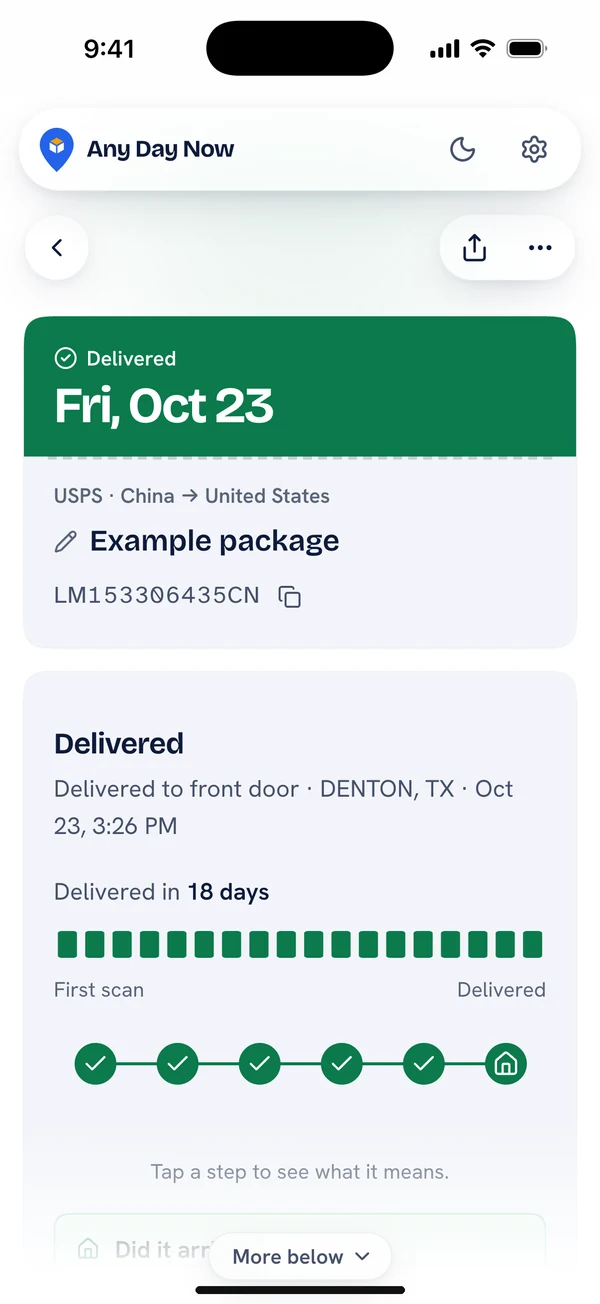 9:41
Any Day Now
Delivered
Fri, Oct 23
USPS · China → United States
Example package
LM153306435CN
Delivered
Delivered to front door · DENTON, TX · Oct
23, 3:26 PM
Delivered in 18 days
First scan
Delivered
Tap a step to see what it means.
Did it
More below